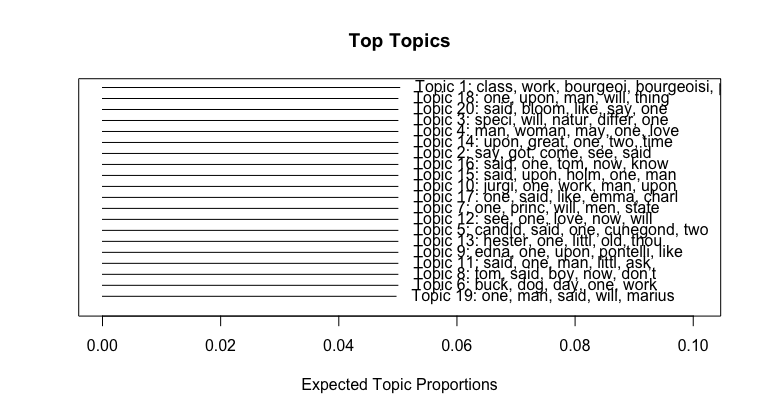 Top Topics
Topic 1: class, work, bourgeoi, bourgeoisi,
Topic 18: one, upon, man, will, thing
Topic 20: said, bloom, like, say, one
Topic 3: speci, will, natur, differ, one
Topic 4: man, woman, may, one, love
Topic 14: upon, great, one, two, time
Topic 2: say, got, come, see, said
Topic 16: said, one, tom, now, know
Topic 15: said, upon, holm, one, man
Topic 10: jurgi, one, work, man, upon
Topic 17: one, said, like, emma, charl
Topic 7: one, princ, will, men, state
Topic 12: see, one, love, now, will
Topic 5: candid, said, one, cunegond, two
Topic 13: hester, one, littl, old, thou
Topic 9: edna, one, upon, pontelli, like
Topic 11: said, one, man, littl, ask
Topic 8: tom, said, boy, now, don,t
Topic 6: buck, dog, day, one, work
Topic 19: one, man, said, will, marius
0.00 0.02 0.04 0.06 0.08 0.10
Expected Topic Proportions